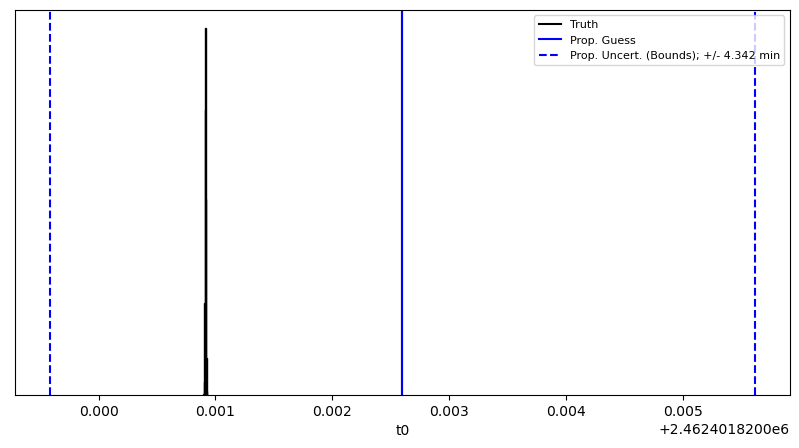 Truth
Prop. Guess
Prop. Uncert. (Bounds); +/- 4.342 min
0.000 0.001 0.002 0.003 0.004 0.005
t0
+2.4624018200e6